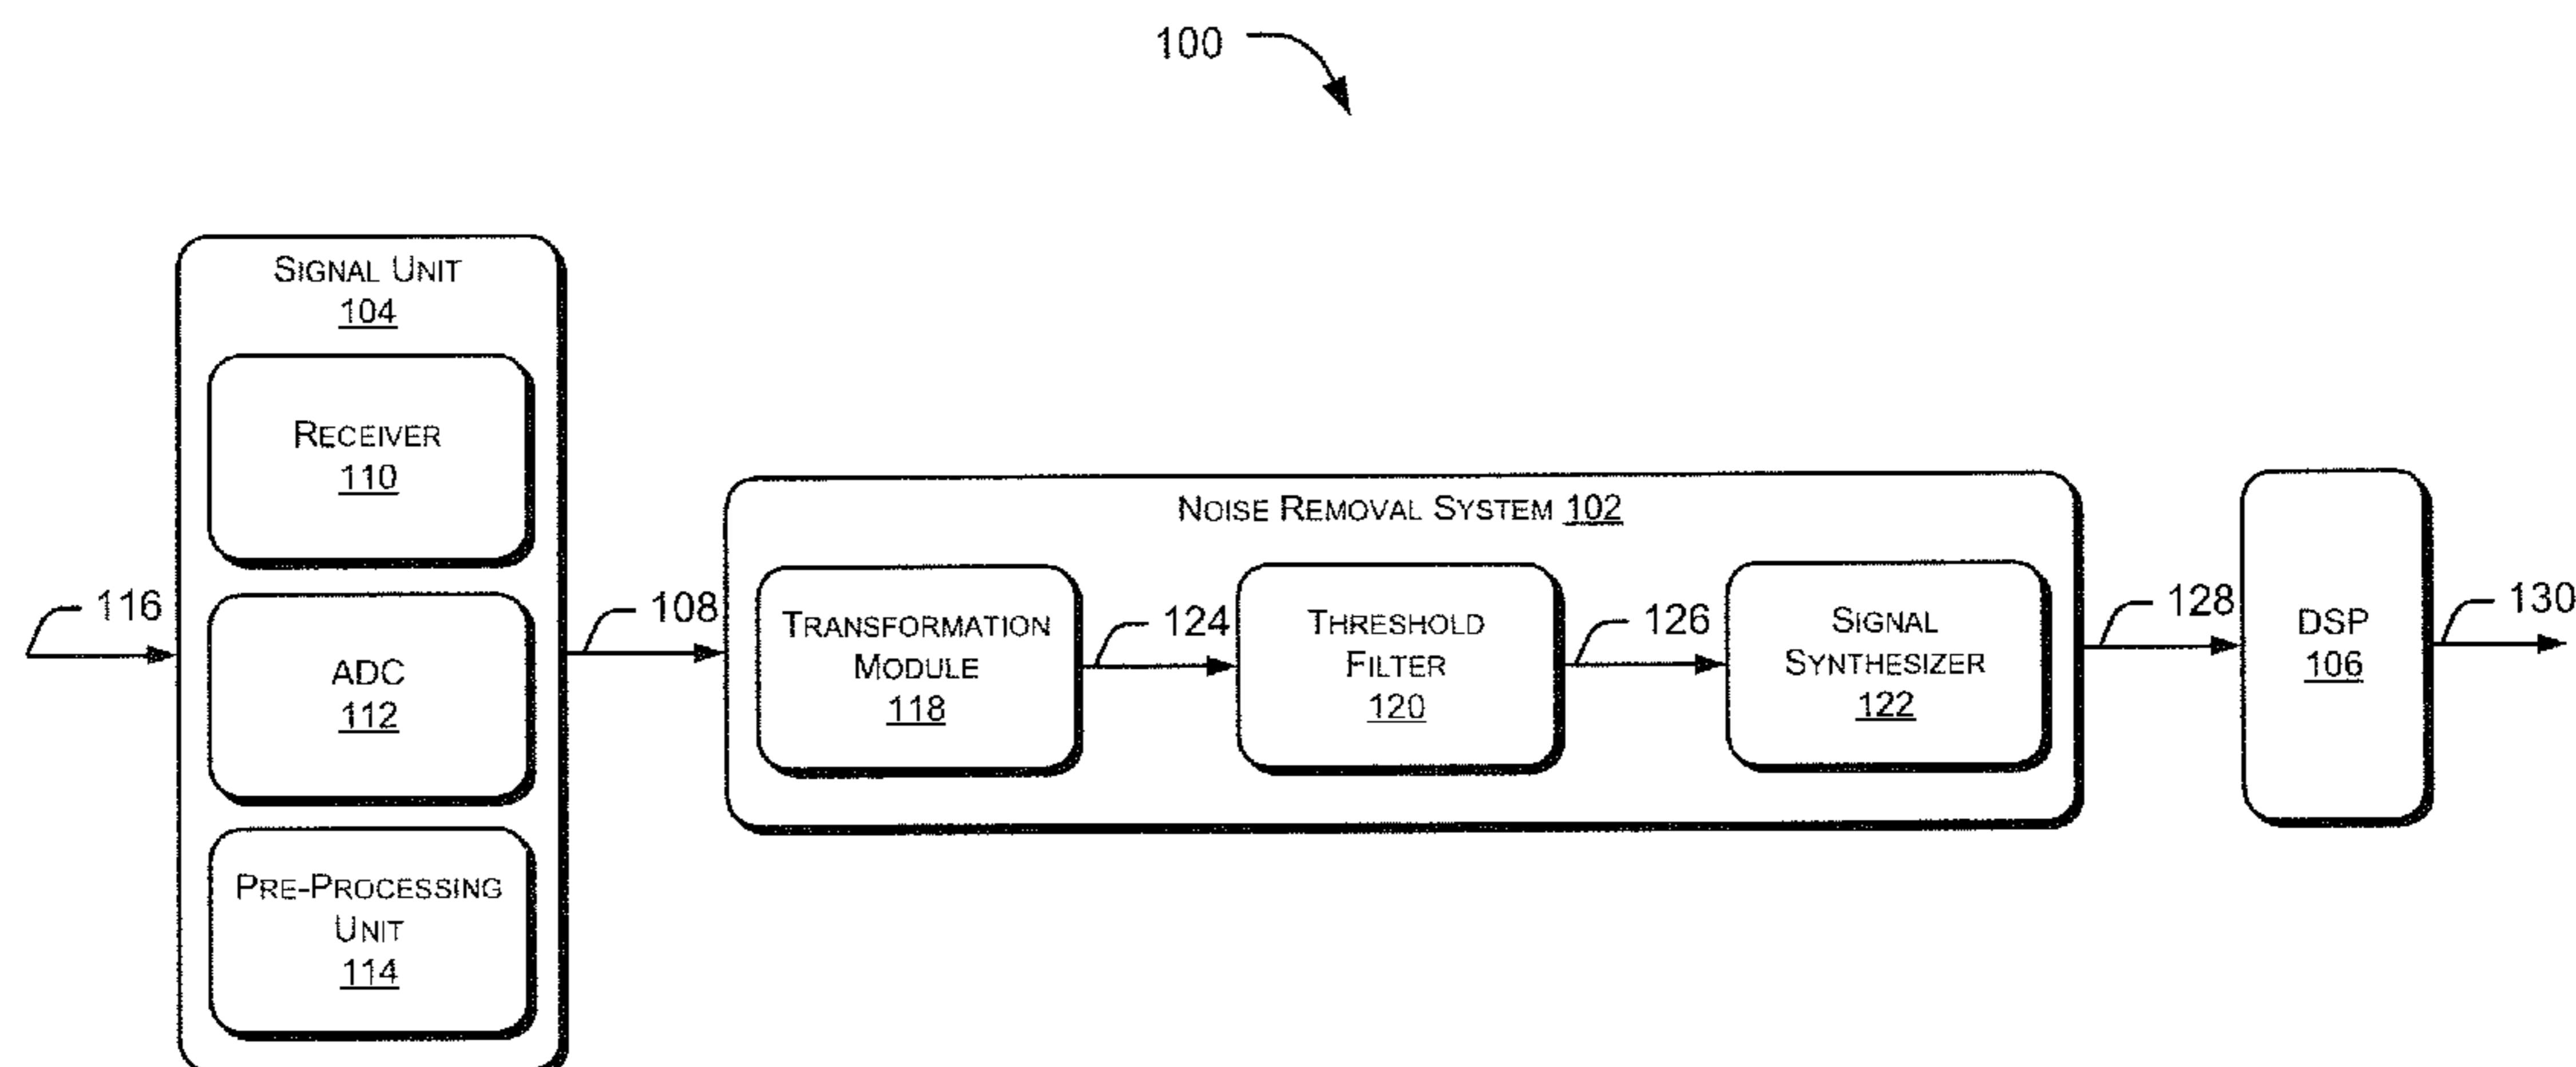 100
SIGNAL UNIT
104
RECEIVER
110
ADC
112
PRE-PROCESSING
UNIT
114
116
108
NOISE REMOVAL SYSTEM 102
TRANSFORMATION
MODULE
118
124
THRESHOLD
FILTER
120
126
SIGNAL
SYNTHESIZER
122
128
DSP
106
130